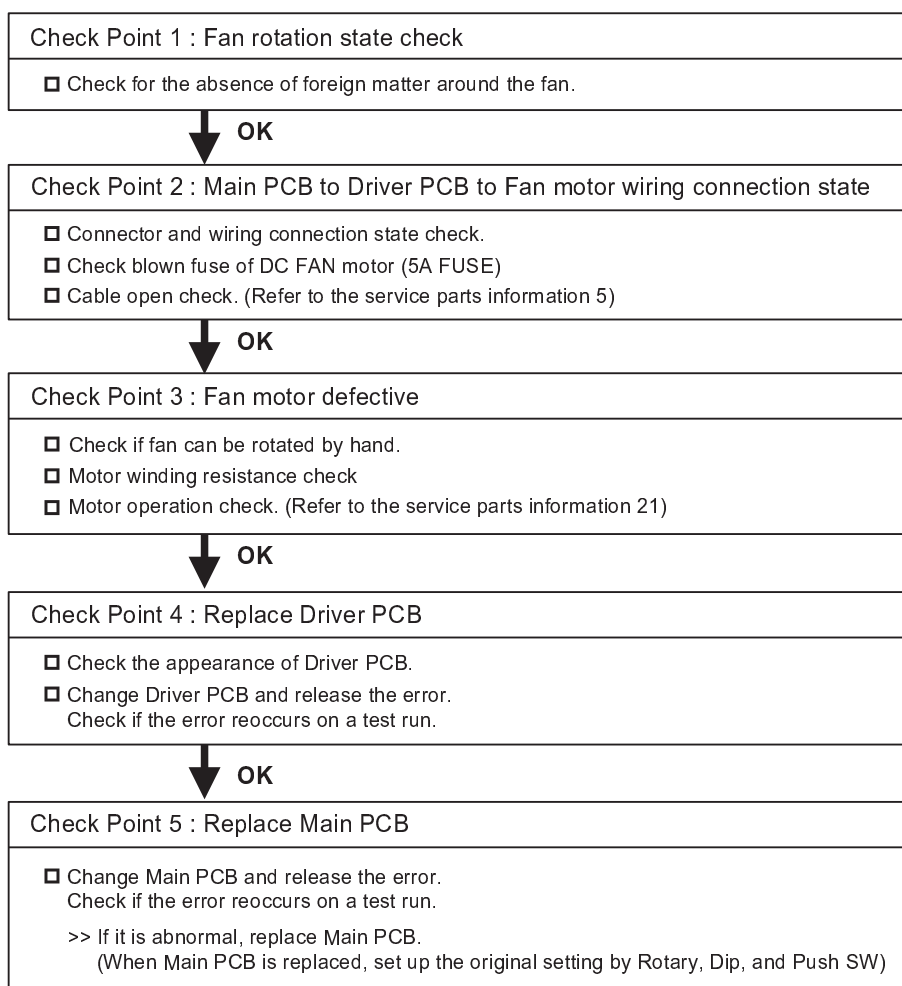 Check Point 1 : Fan rotation state check
Check for the absence of foreign matter around the fan.
OK
Check Point 2 : Main PCB to Driver PCB to Fan motor wiring connection state
Connector and wiring connection state check.
Check blown fuse of DC FAN motor (5A FUSE)
Cable open check. (Refer to the service parts information 5)
OK
Check Point 3 : Fan motor defective
Check if fan can be rotated by hand.
Motor winding resistance check
Motor operation check. (Refer to the service parts information 21)
OK
Check Point 4 : Replace Driver PCB
Check the appearance of Driver PCB.
Change Driver PCB and release the error.
Check if the error reoccurs on a test run.
OK
Check Point 5 : Replace Main PCB
Change Main PCB and release the error.
Check if the error reoccurs on a test run.
>> If it is abnormal, replace Main PCB.
(When Main PCB is replaced, set up the original setting by Rotary, Dip, and Push SW)